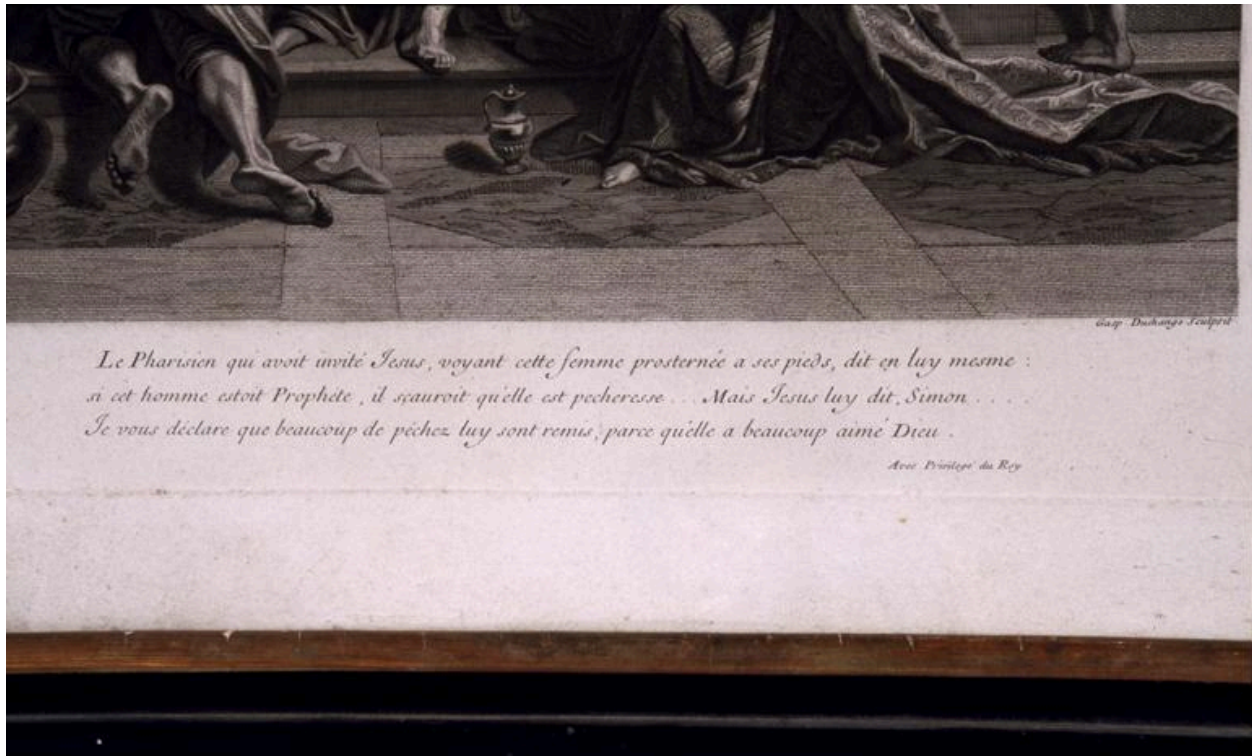 Gasp. Duchange Sculpsit
Le Pharisien qui avoit invité Jesus, voyant cette femme prosternée a ses pieds, dit en luy mesme :
si cet homme estoit Prophéte, il sçauroit qu'elle est pecheresse ... Mais Jesus luy dit, Simon ....
Je vous déclare que beaucoup de péchez luy sont remis, parce qu'elle a beaucoup aimé Dieu .
Avec Privilege du Roy